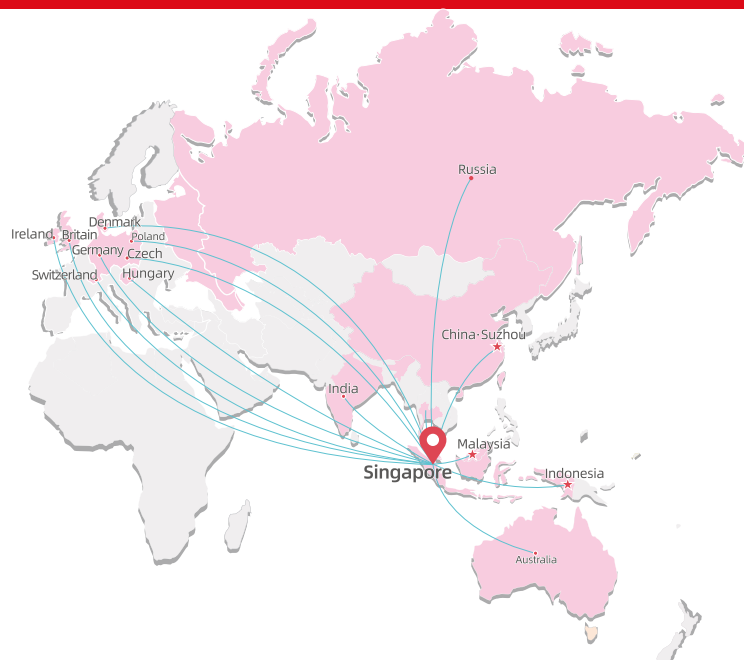 Russia
Denmark
Ireland
Britain
Poland
Germany
Czech
Switzerland
Hungary
China·Suzhou
India
Malaysia
Singapore
Indonesia
Australia